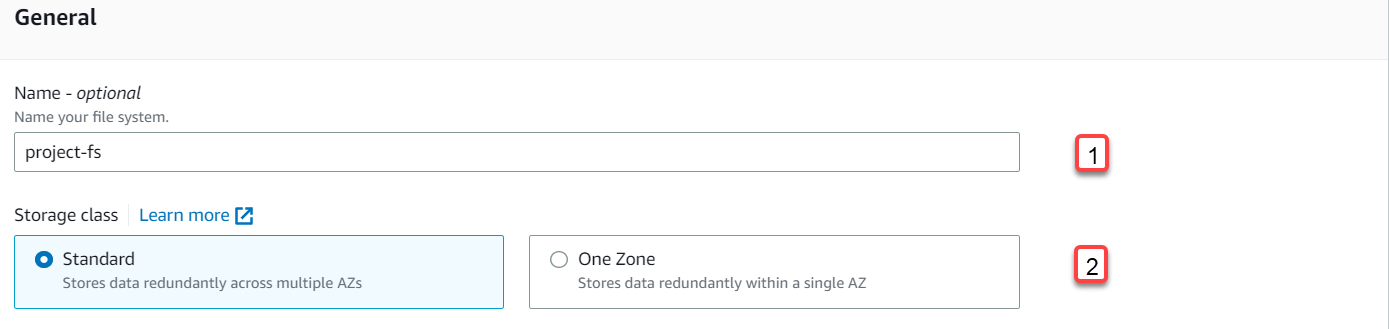 General
Name - optional
Name your file system.
project-fs
1
Storage class Learn more
Standard
Stores data redundantly across multiple AZs
One Zone
Stores data redundantly within a single AZ
2